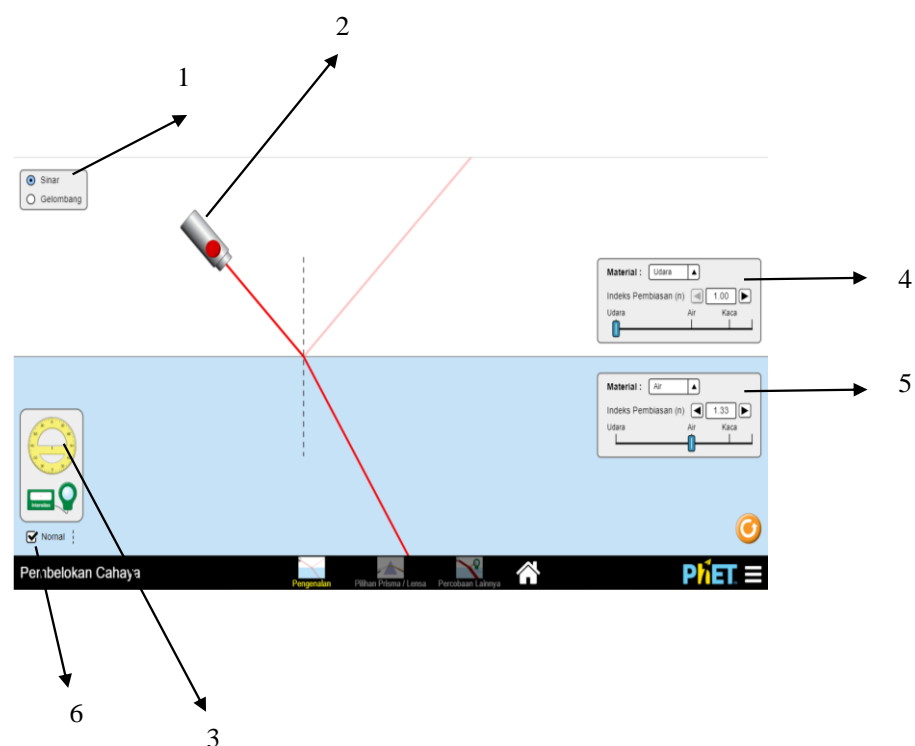 2
1
Sinar
Gelombang
Material : Udara
Indeks Pembiasan (n) 1.00
Udara Air Kaca
4
Material : Air
Indeks Pembiasan (n) 1.33
Udara Air Kaca
5
Intensitas
Normal
Pembelokan Cahaya
Pengenalan
Pilihan Prisma / Lensa
Percobaan Lainnya
PhET
6
3